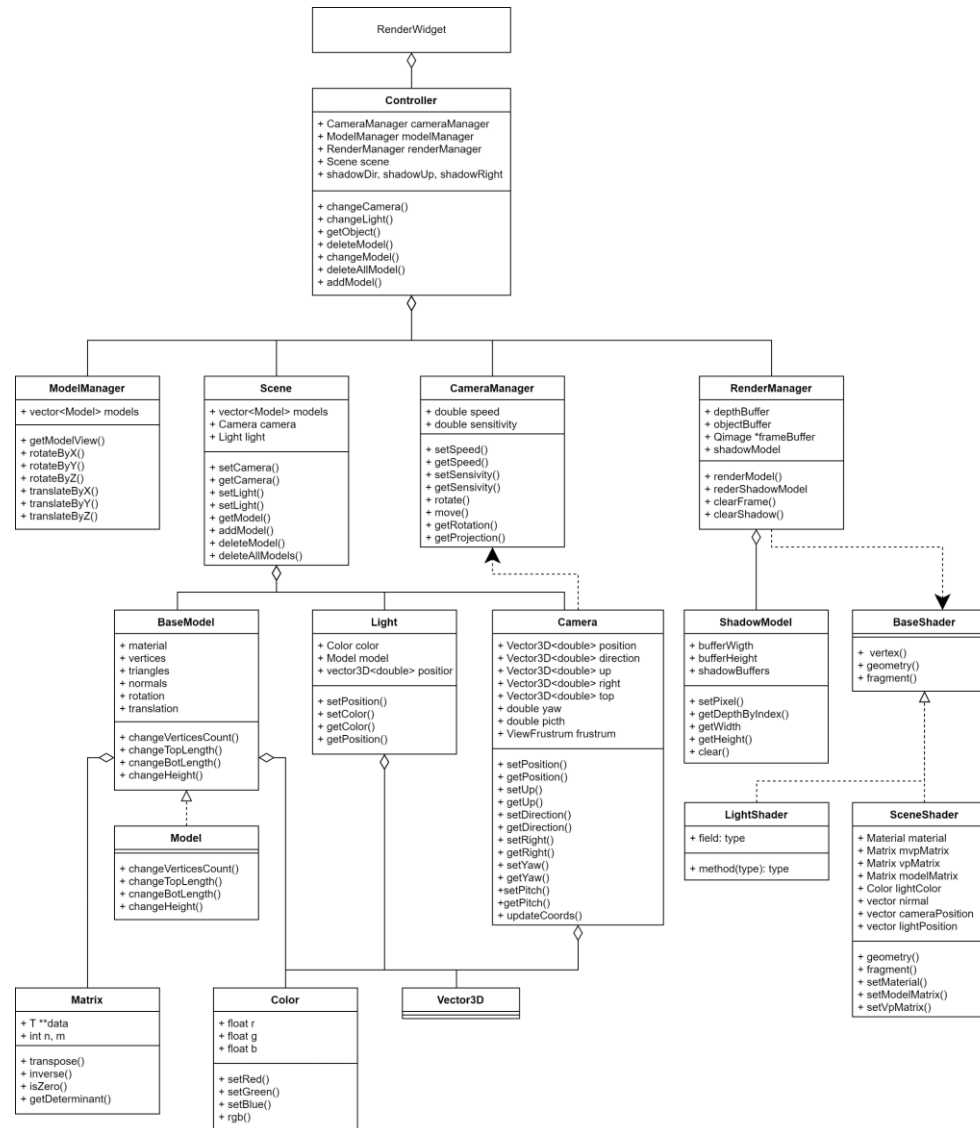 RenderWidget
Controller
+ CameraManager cameraManager
+ ModelManager modelManager
+ RenderManager renderManager
+ Scene scene
+ shadowDir, shadowUp, shadowRight
+ changeCamera()
+ changeLight()
+ getObject()
+ deleteModel()
+ changeModel()
+ deleteAllModel()
+ addModel()
ModelManager
+ vector<Model> models
+ getModelView()
+ rotateByX()
+ rotateByY()
+ rotateByZ()
+ translateByX()
+ translateByY()
+ translateByZ()
Scene
+ vector<Model> models
+ Camera camera
+ Light light
+ setCamera()
+ getCamera()
+ setLight()
+ setLight()
+ getModel()
+ addModel()
+ deleteModel()
+ deleteAllModels()
CameraManager
+ double speed
+ double sensitivity
+ setSpeed()
+ getSpeed()
+ setSensivity()
+ getSensivity()
+ rotate()
+ move()
+ getRotation()
+ getProjection()
RenderManager
+ depthBuffer
+ objectBuffer
+ Qimage *frameBuffer
+ shadowModel
+ renderModel()
+ rederShadowModel
+ clearFrame()
+ clearShadow()
BaseModel
+ material
+ vertices
+ triangles
+ normals
+ rotation
+ translation
+ changeVerticesCount()
+ changeTopLength()
+ changeBotLength()
+ changeHeight()
Light
+ Color color
+ Model model
+ vector3D<double> positior
+ setPosition()
+ setColor()
+ getColor()
+ getPosition()
Camera
+ Vector3D<double> position
+ Vector3D<double> direction
+ Vector3D<double> up
+ Vector3D<double> right
+ Vector3D<double> top
+ double yaw
+ double picth
+ ViewFrustrum frustrum
+ setPosition()
+ getPosition()
+ setUp()
+ getUp()
+ setDirection()
+ getDirection()
+ setRight()
+ getRight()
+ setYaw()
+ getYaw()
+setPitch()
+getPitch()
+ updateCoords()
ShadowModel
+ bufferWigth
+ bufferHeight
+ shadowBuffers
+ setPixel()
+ getDepthByIndex()
+ getWidth
+ getHeight()
+ clear()
BaseShader
+ vertex()
+ geometry()
+ fragment()
Model
+ changeVerticesCount()
+ changeTopLength()
+ changeBotLength()
+ changeHeight()
LightShader
+ field: type
+ method(type): type
SceneShader
+ Material material
+ Matrix mvpMatrix
+ Matrix vpMatrix
+ Matrix modelMatrix
+ Color lightColor
+ vector nirmal
+ vector cameraPosition
+ vector lightPosition
+ geometry()
+ fragment()
+ setMaterial()
+ setModelMatrix()
+ setVpMatrix()
Matrix
+ T **data
+ int n, m
+ transpose()
+ inverse()
+ isZero()
+ getDeterminant()
Color
+ float r
+ float g
+ float b
+ setRed()
+ setGreen()
+ setBlue()
+ rgb()
Vector3D